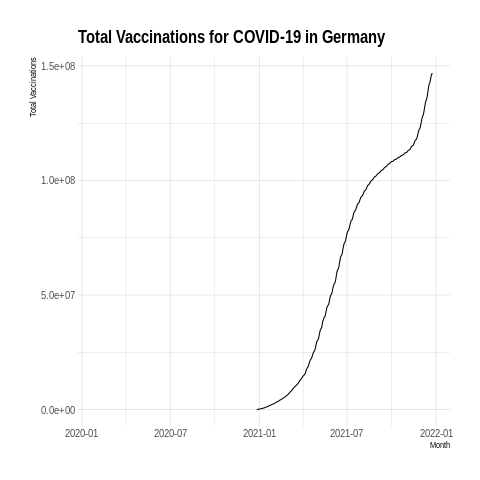 Total Vaccinations for COVID-19 in Germany
Total Vaccinations
1.5e+08
1.0e+08
5.0e+07
0.0e+00
2020-01 2020-07 2021-01 2021-07 2022-01
Month